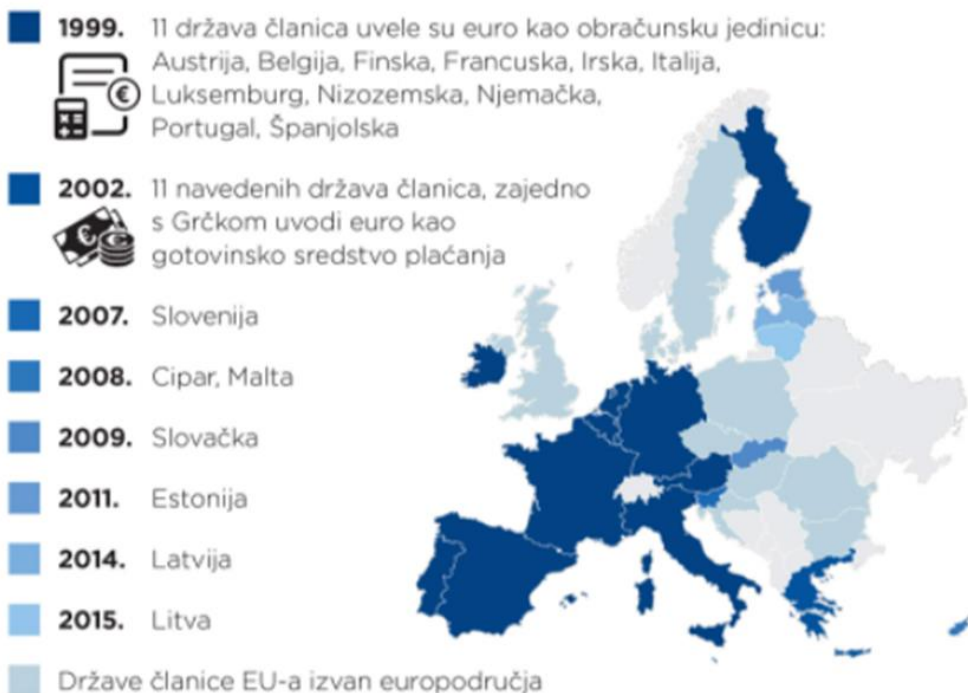 1999. 11 država članica uvele su euro kao obračunsku jedinicu:
Austrija, Belgija, Finska, Francuska, Irska, Italija,
Luksemburg, Nizozemska, Njemačka,
Portugal, Španjolska
2002. 11 navedenih država članica, zajedno
s Grčkom uvodi euro kao
gotovinsko sredstvo plaćanja
2007. Slovenija
2008. Cipar, Malta
2009. Slovačka
2011. Estonija
2014. Latvija
2015. Litva
Države članice EU-a izvan europodručja